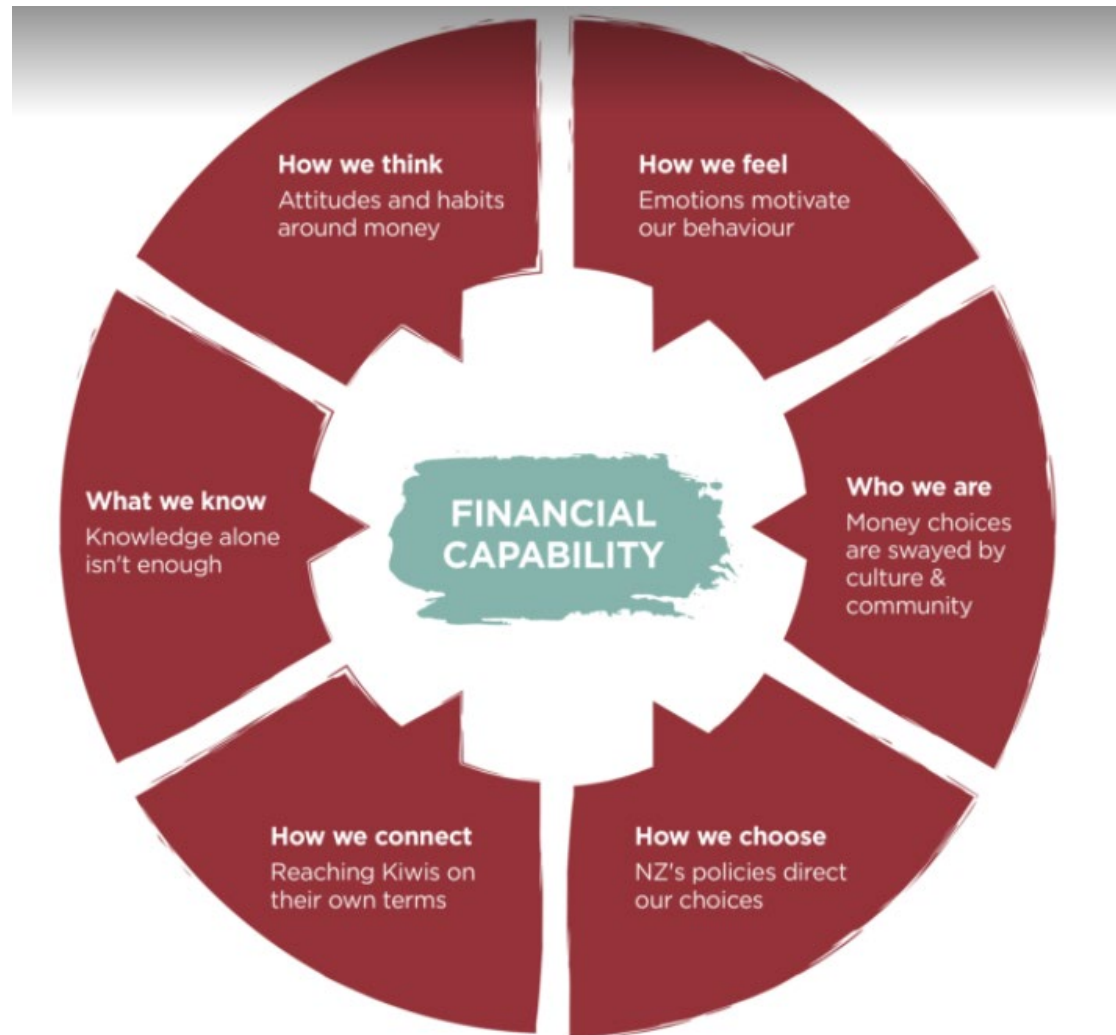 How we think
Attitudes and habits
around money
How we feel
Emotions motivate
our behaviour
Who we are
Money choices
are swayed by
culture &
community
How we choose
NZ's policies direct
our choices
How we connect
Reaching Kiwis on
their own terms
What we know
Knowledge alone
isn't enough
FINANCIAL
CAPABILITY